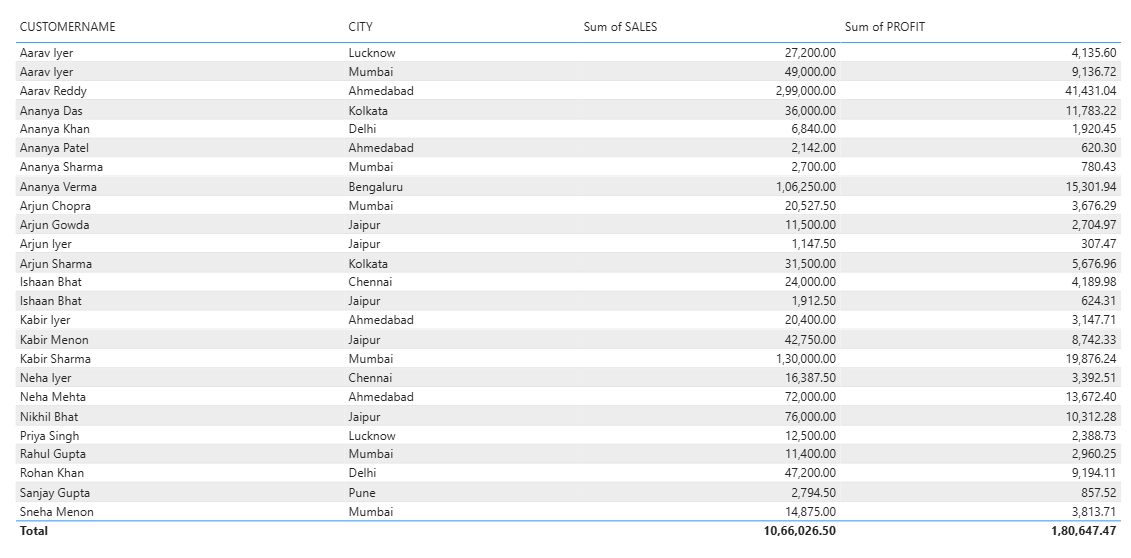 CUSTOMERNAME CITY Sum of SALES Sum of PROFIT
Aarav Iyer Lucknow 27,200.00 4,135.60
Aarav Iyer Mumbai 49,000.00 9,136.72
Aarav Reddy Ahmedabad 2,99,000.00 41,431.04
Ananya Das Kolkata 36,000.00 11,783.22
Ananya Khan Delhi 6,840.00 1,920.45
Ananya Patel Ahmedabad 2,142.00 620.30
Ananya Sharma Mumbai 2,700.00 780.43
Ananya Verma Bengaluru 1,06,250.00 15,301.94
Arjun Chopra Mumbai 20,527.50 3,676.29
Arjun Gowda Jaipur 11,500.00 2,704.97
Arjun Iyer Jaipur 1,147.50 307.47
Arjun Sharma Kolkata 31,500.00 5,676.96
Ishaan Bhat Chennai 24,000.00 4,189.98
Ishaan Bhat Jaipur 1,912.50 624.31
Kabir Iyer Ahmedabad 20,400.00 3,147.71
Kabir Menon Jaipur 42,750.00 8,742.33
Kabir Sharma Mumbai 1,30,000.00 19,876.24
Neha Iyer Chennai 16,387.50 3,392.51
Neha Mehta Ahmedabad 72,000.00 13,672.40
Nikhil Bhat Jaipur 76,000.00 10,312.28
Priya Singh Lucknow 12,500.00 2,388.73
Rahul Gupta Mumbai 11,400.00 2,960.25
Rohan Khan Delhi 47,200.00 9,194.11
Sanjay Gupta Pune 2,794.50 857.52
Sneha Menon Mumbai 14,875.00 3,813.71
Total 10,66,026.50 1,80,647.47